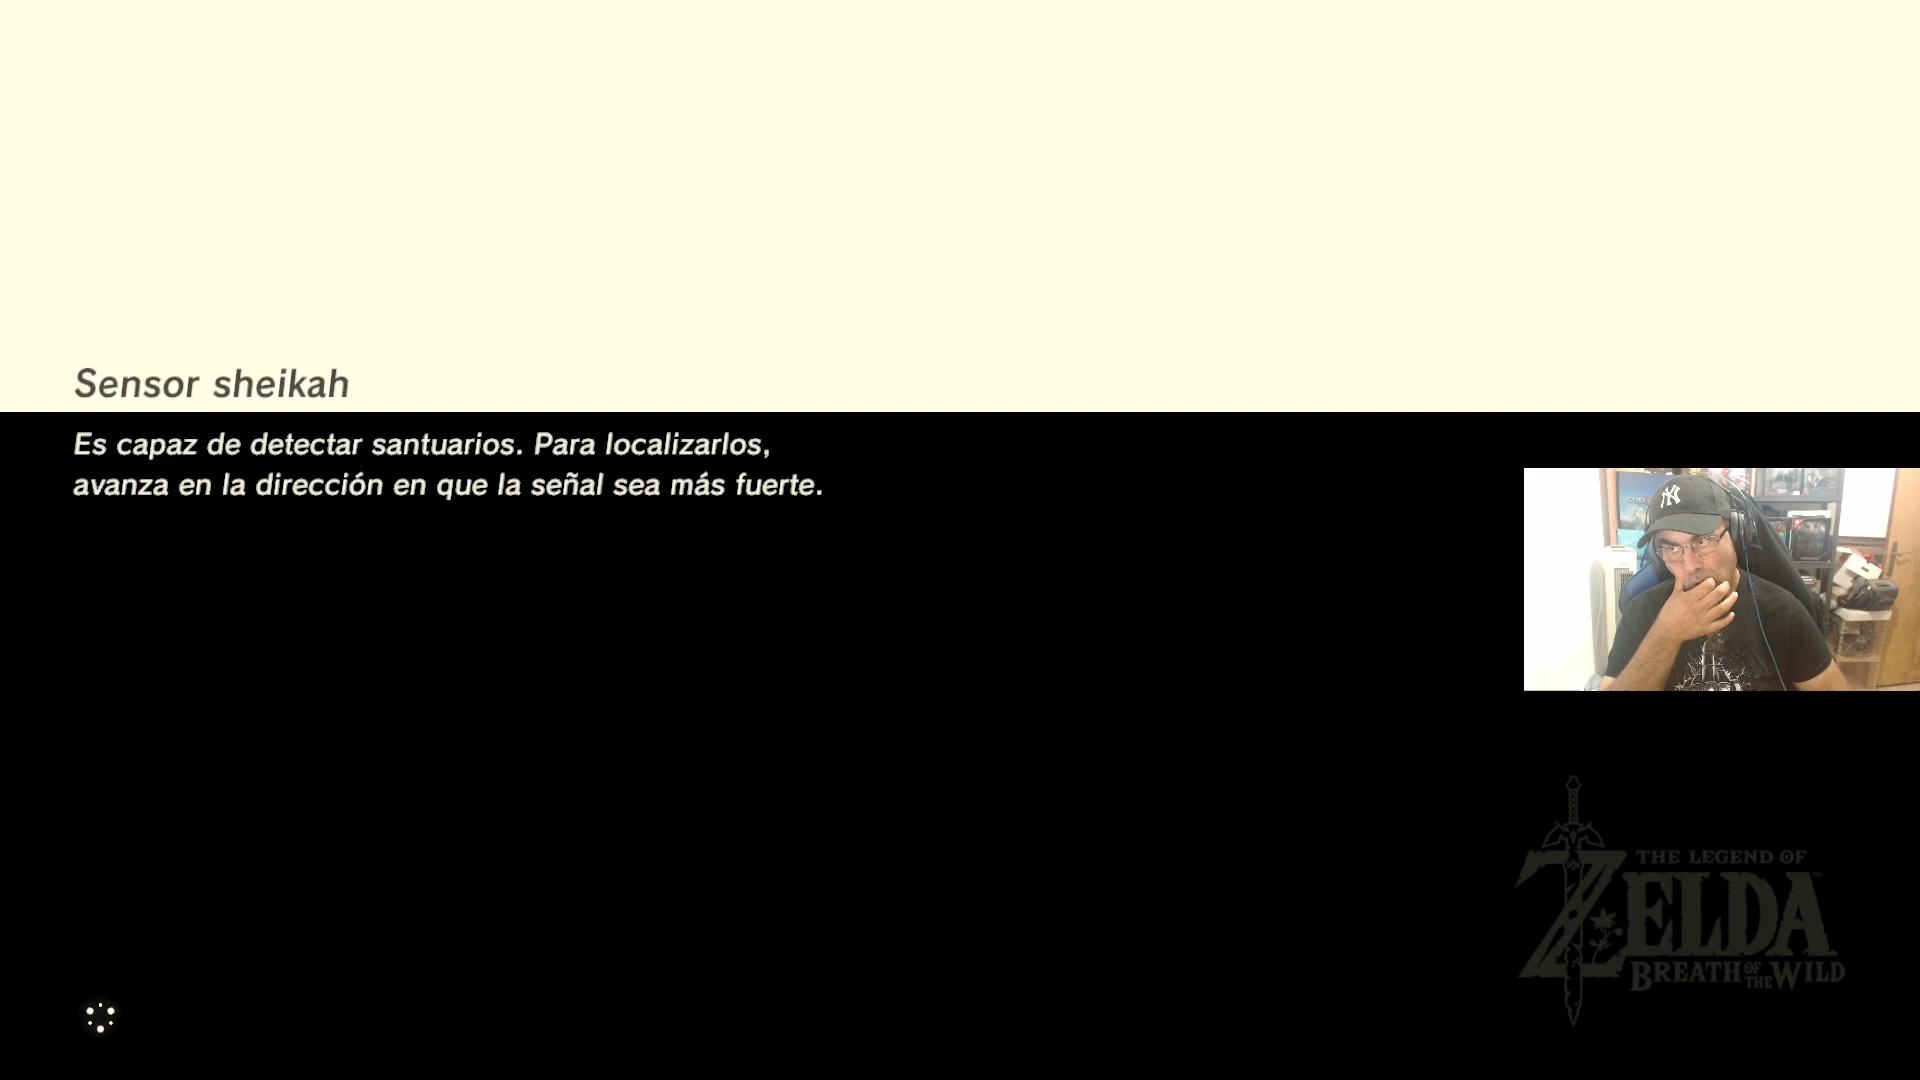 Sensor sheikah
Es capaz de detectar santuarios. Para localizarlos,
avanza en la dirección en que la señal sea más fuerte.
NY
THE LEGEND OF
ZELDA
BREATH OF THE WILD